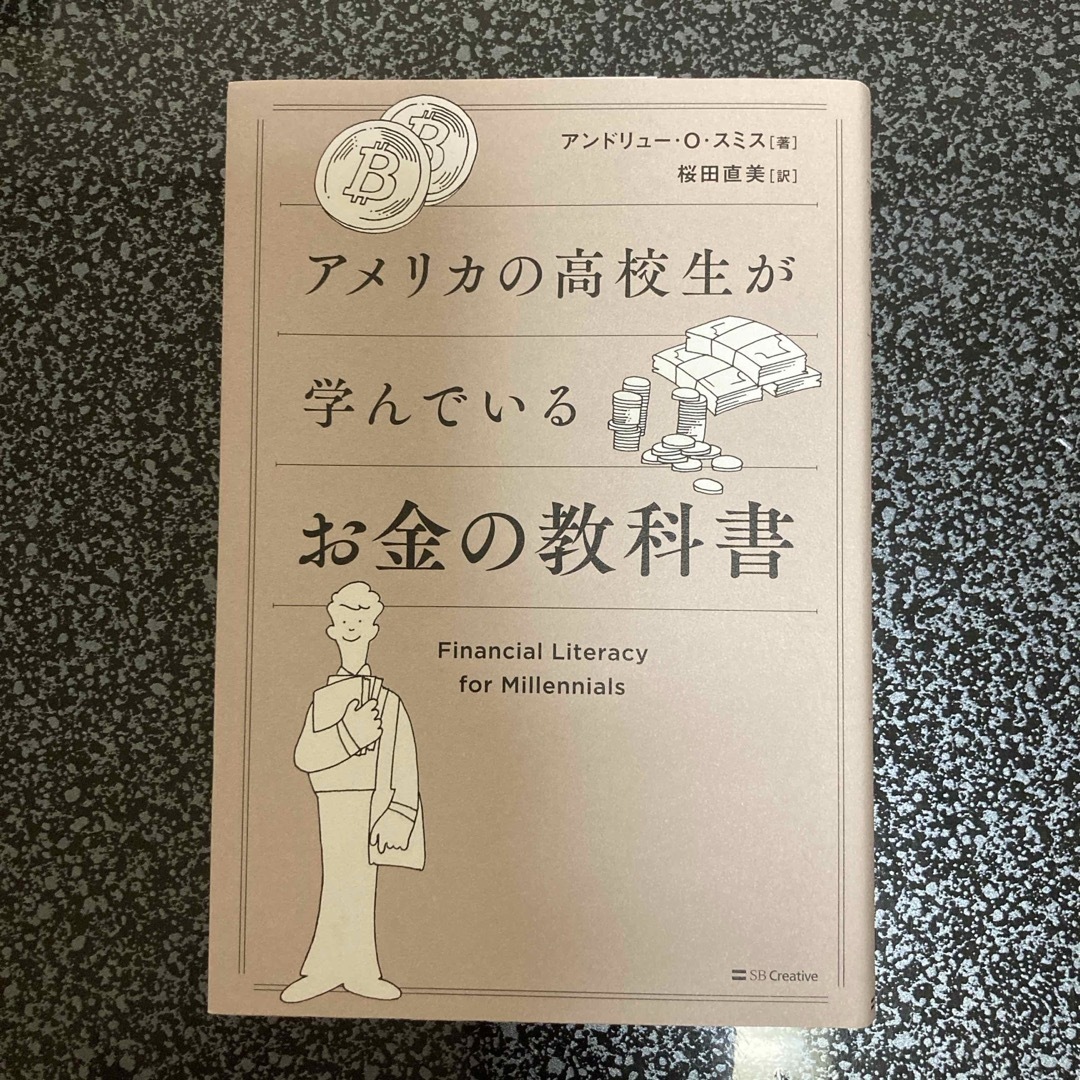 アンドリュー・O・スミス[著]
桜田直美[訳]
アメリカの高校生が
学んでいる
お金の教科書
Financial Literacy
for Millennials
SB Creative